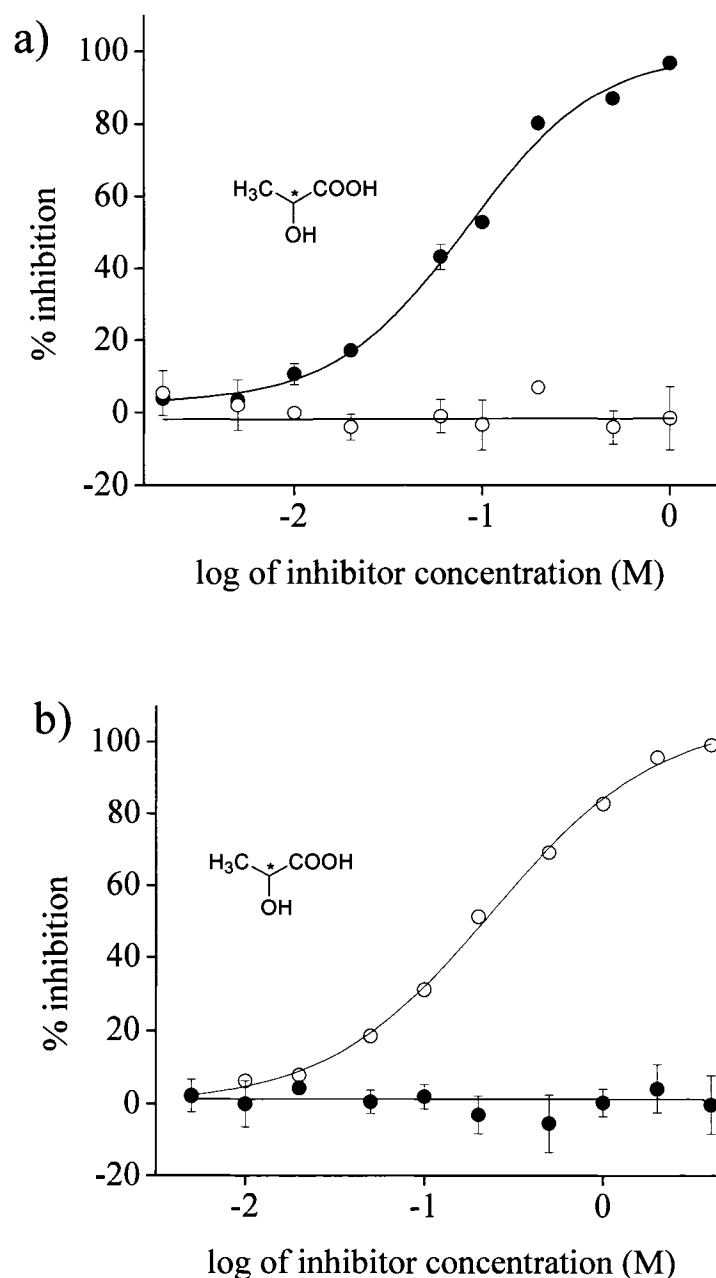 a)
100
80
60
40
20
0
-20
% inhibition
H₃C * COOH
OH
-2 -1 0
log of inhibitor concentration (M)
b)
100
80
60
40
20
0
-20
% inhibition
H₃C * COOH
OH
-2 -1 0
log of inhibitor concentration (M)